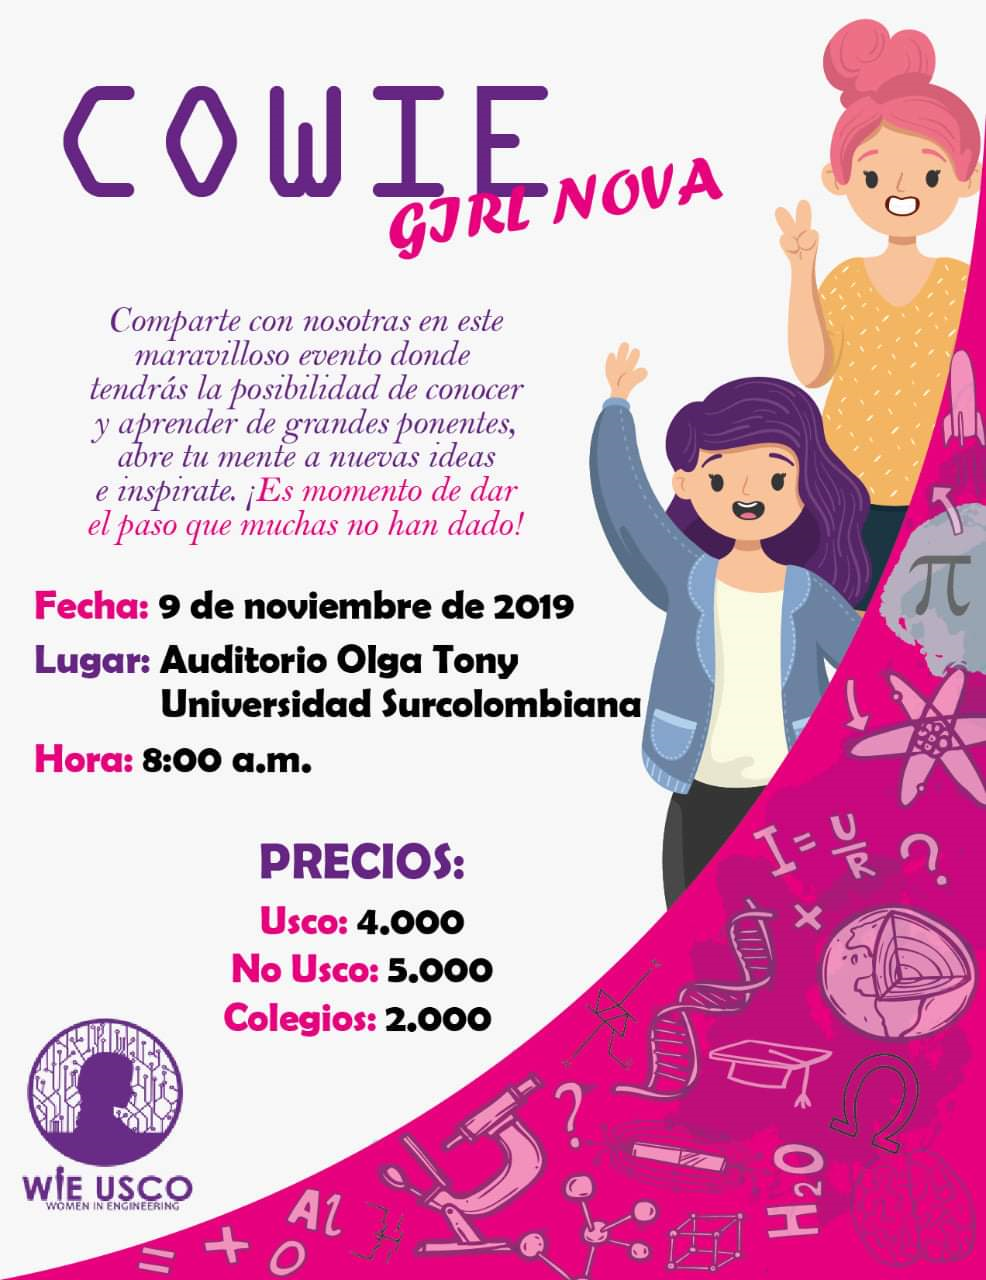 COWIE
GIRL NOVA
Comparte con nosotras en este
maravilloso evento donde
tendrás la posibilidad de conocer
y aprender de grandes ponentes,
abre tu mente a nuevas ideas
e inspirate. ¡Es momento de dar
el paso que muchas no han dado!
Fecha: 9 de noviembre de 2019
Lugar: Auditorio Olga Tony
Universidad Surcolombiana
Hora: 8:00 a.m.
PRECIOS:
Usco: 4.000
No Usco: 5.000
Colegios: 2.000
WIE USCO
WOMEN IN ENGINEERING
π
I = U/R
?
×
Ω
?
H₂O
Al
= + O